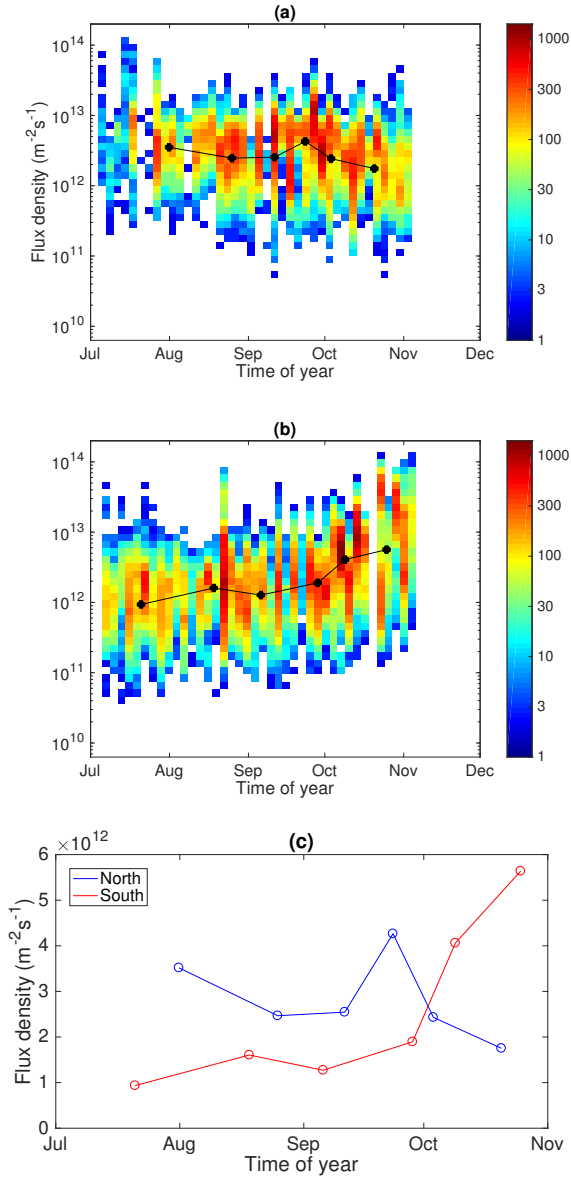 (a)
10^14
10^13
10^12
10^11
10^10
Flux density (m^-2s^-1)
Jul Aug Sep Oct Nov Dec
Time of year
1000
300
100
30
10
3
1
(b)
10^14
10^13
10^12
10^11
10^10
Flux density (m^-2s^-1)
Jul Aug Sep Oct Nov Dec
Time of year
1000
300
100
30
10
3
1
(c)
×10^12
6
5
4
3
2
1
0
Flux density (m^-2s^-1)
North
South
Jul Aug Sep Oct Nov
Time of year